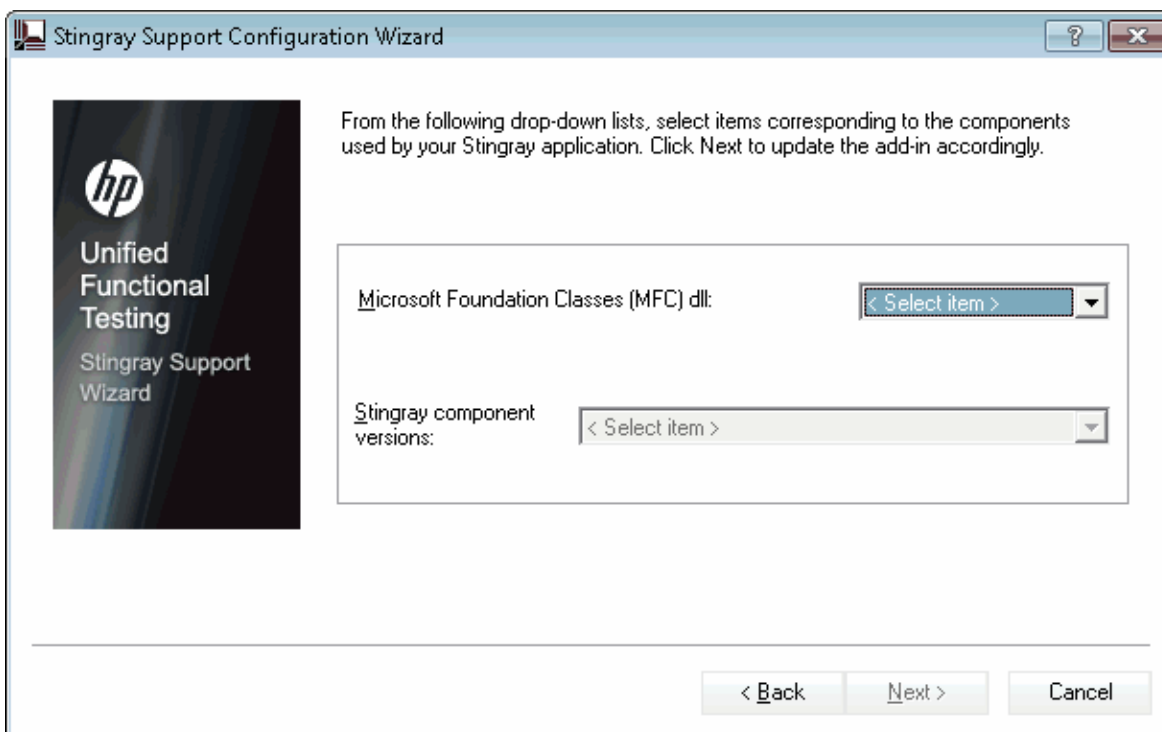 Stingray Support Configuration Wizard
?
hp
Unified
Functional
Testing
Stingray Support
Wizard
From the following drop-down lists, select items corresponding to the components
used by your Stingray application. Click Next to update the add-in accordingly.
Microsoft Foundation Classes (MFC) dll:
< Select item >
Stingray component
versions:
< Select item >
< Back
Next >
Cancel